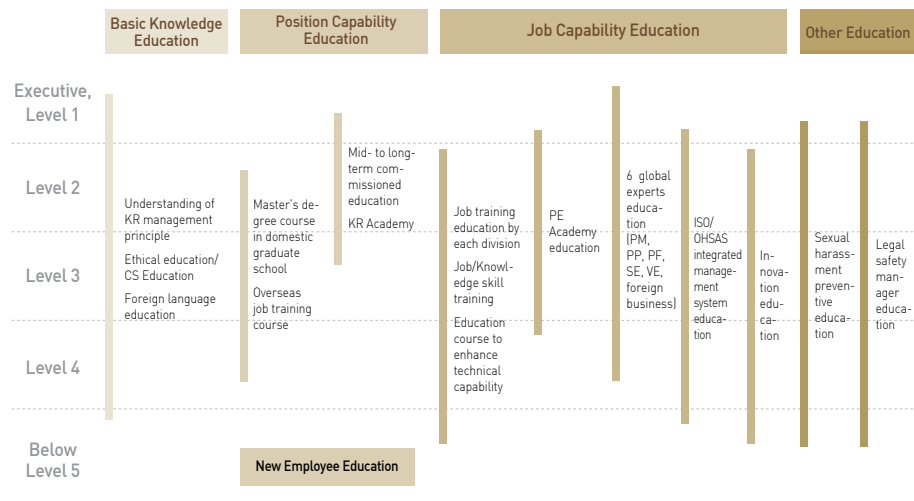 Basic Knowledge
Education
Position Capability
Education
Job Capability Education
Other Education
Executive,
Level 1
Level 2
Level 3
Level 4
Below
Level 5
Understanding of
KR management
principle
Ethical education/
CS Education
Foreign language
education
Master's de-
gree course
in domestic
graduate
school
Overseas
job training
course
Mid- to long-
term com-
missioned
education
KR Academy
New Employee Education
Job training
education by
each division
Job/Knowl-
edge skill
training
Education
course to
enhance
technical
capability
PE
Academy
education
6 global
experts
educa-
tion
(PM,
PP, PF,
SE, VE,
foreign
business)
ISO/
OHSAS
integrated
manage-
ment
system
educa-
tion
In-
nova-
tion
edu-
ca-
tion
Sexual
harass-
ment
preven-
tive
educa-
tion
Legal
safety
man-
ager
educa-
tion